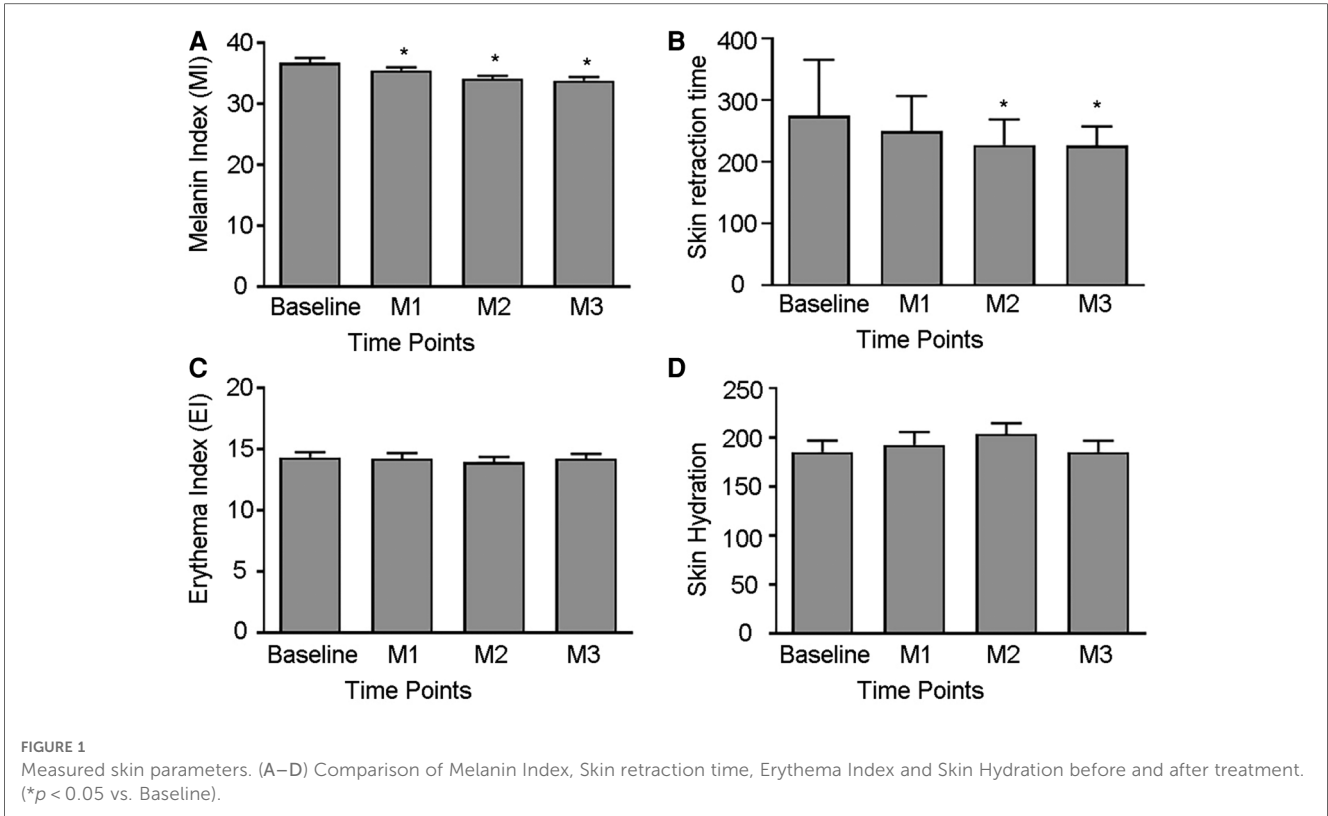 A
Melanin Index (MI)
40
30
20
10
0
* * *
Baseline M1 M2 M3
Time Points
B
Skin retraction time
400
300
200
100
0
* *
Baseline M1 M2 M3
Time Points
C
Erythema Index (EI)
20
15
10
5
0
Baseline M1 M2 M3
Time Points
D
Skin Hydration
250
200
150
100
50
0
Baseline M1 M2 M3
Time Points
FIGURE 1
Measured skin parameters. (A–D) Comparison of Melanin Index, Skin retraction time, Erythema Index and Skin Hydration before and after treatment.
(*p < 0.05 vs. Baseline).